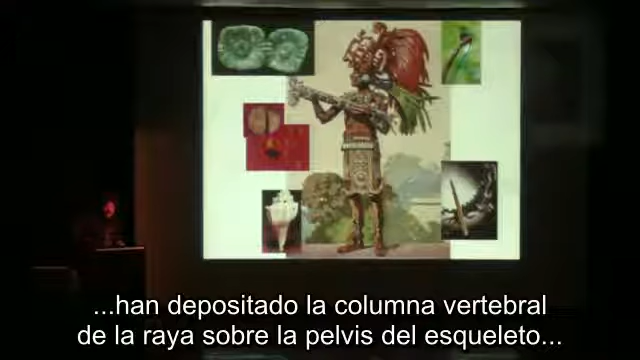 ...han depositado la columna vertebral
de la raya sobre la pelvis del esqueleto...